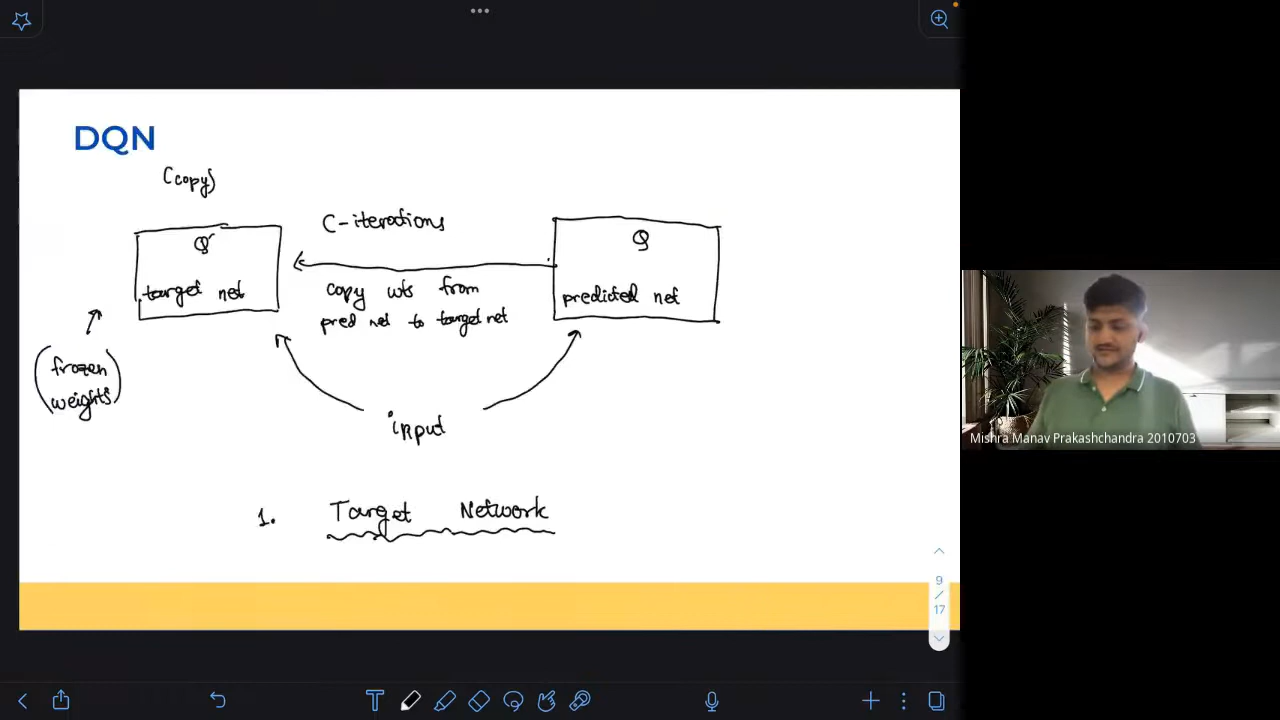 DQN
(copy)
C-iterations
Q'
target net
copy wts from
pred net to target net
Q
predicted net
(frozen
weights)
input
1. Target Network
9
/
17
Mishra Manav Prakashchandra 2010703
T